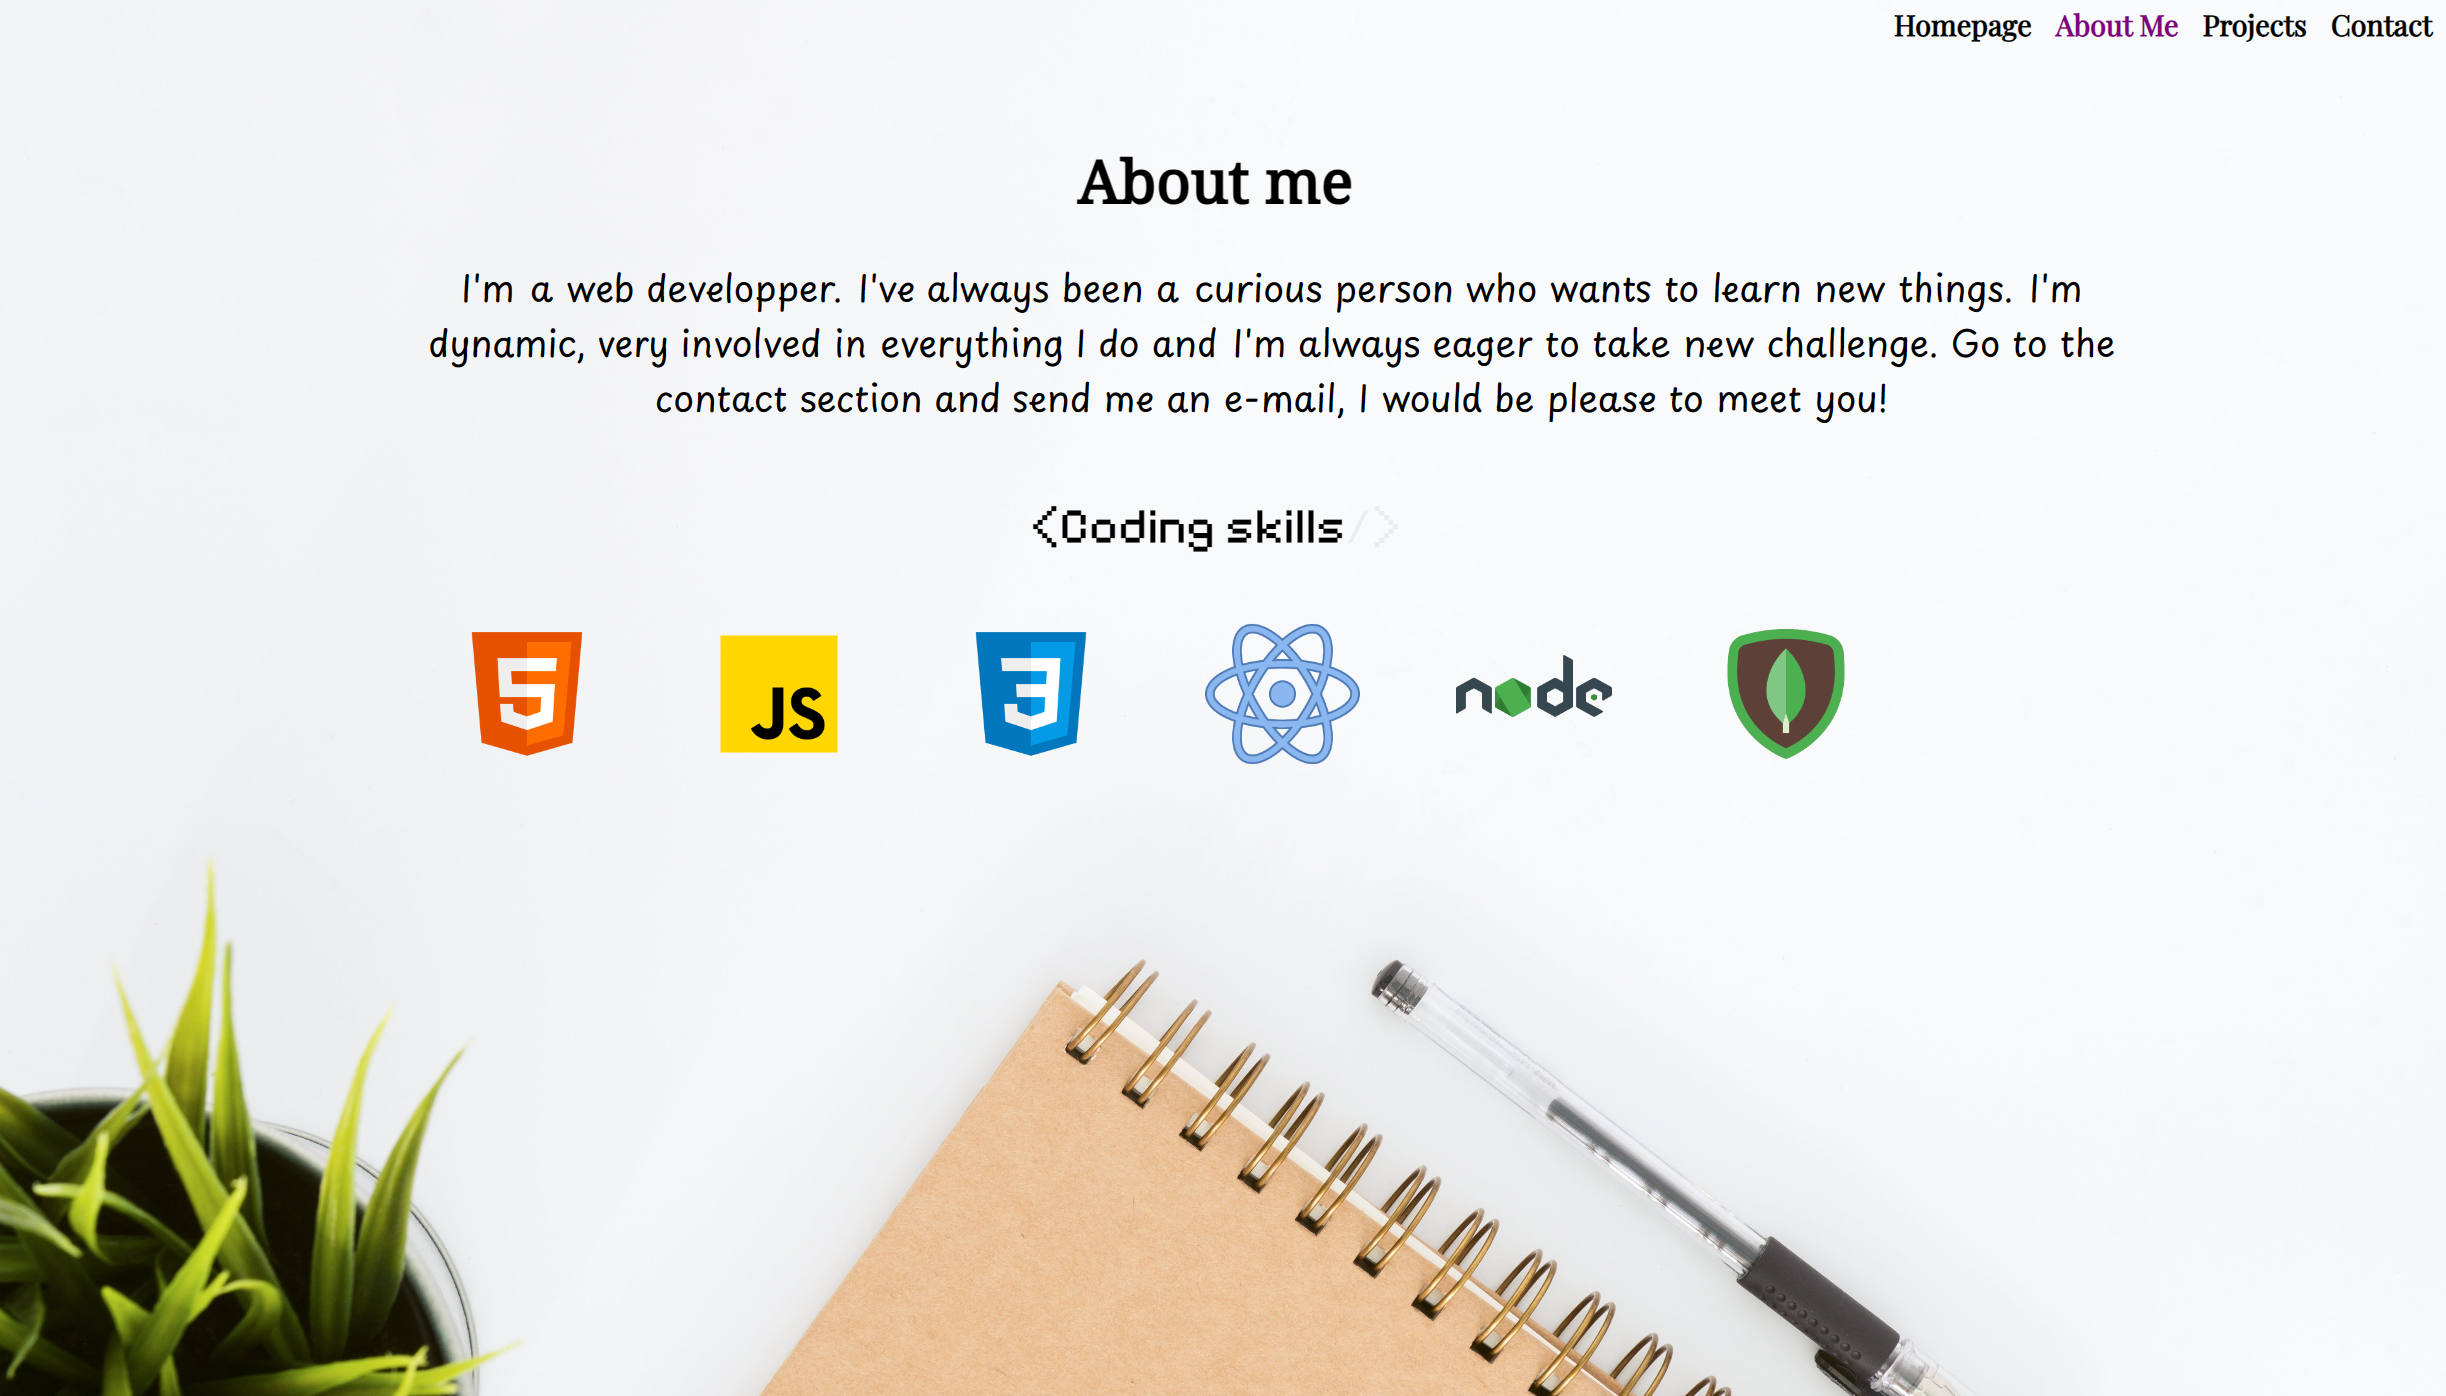 Homepage About Me Projects Contact
About me
I'm a web developper. I've always been a curious person who wants to learn new things. I'm
dynamic, very involved in everything I do and I'm always eager to take new challenge. Go to the
contact section and send me an e-mail, I would be please to meet you!
<Coding skills/>
5 JS 3 node